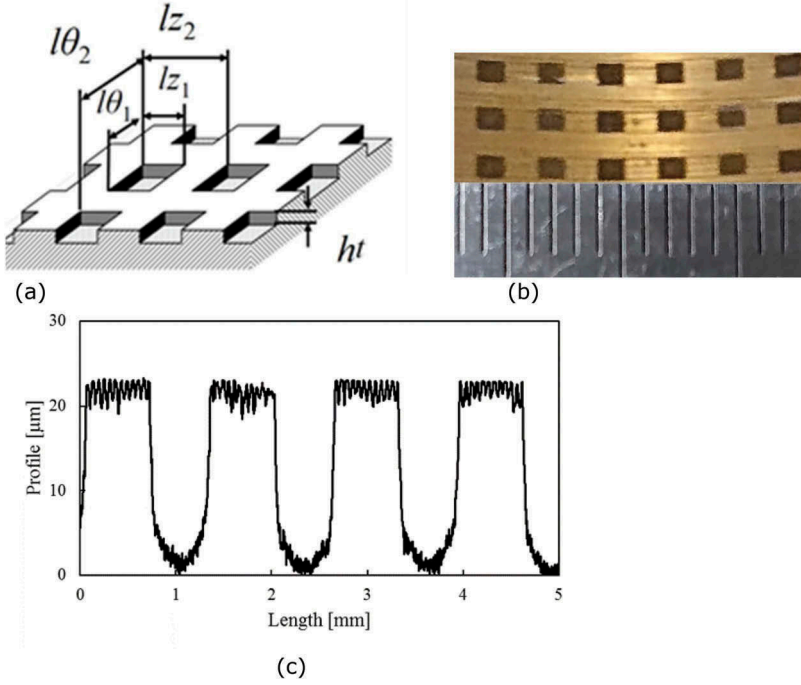 lθ2
lz2
lθ1
lz1
ht
(a)
(b)
30
20
10
0
Profile [μm]
0
1
2
3
4
5
Length [mm]
(c)